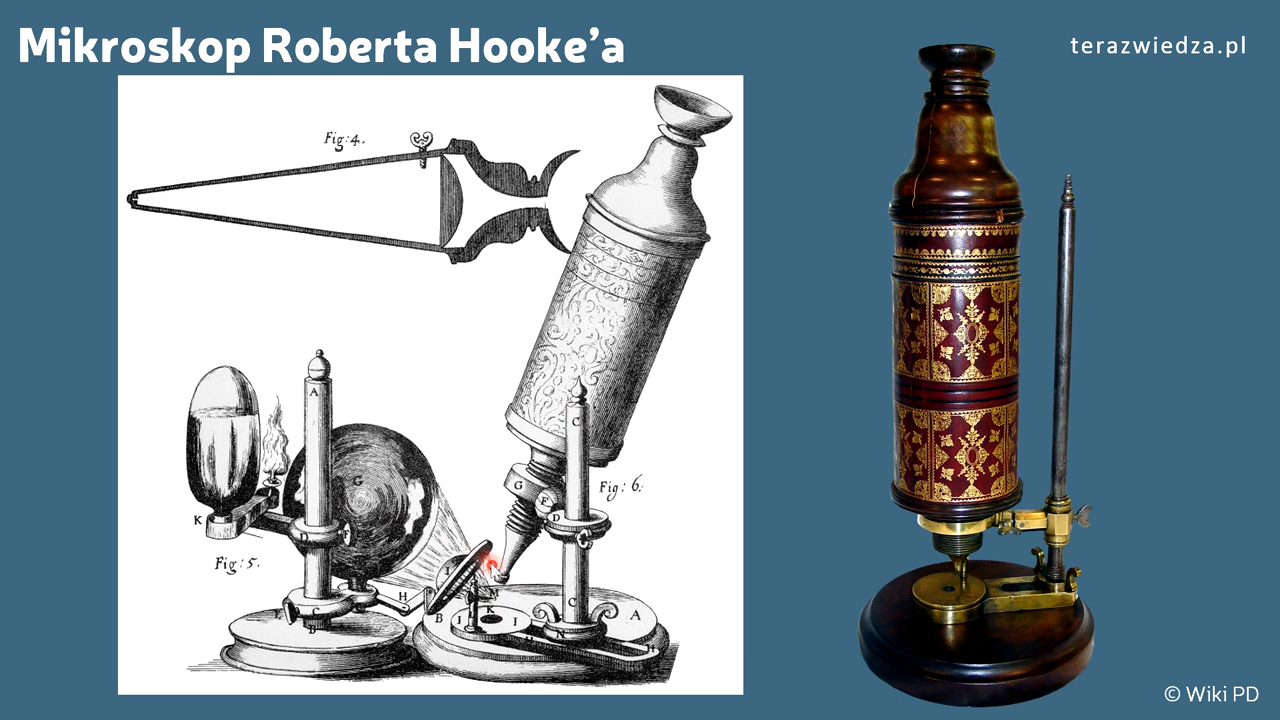 Mikroskop Roberta Hooke’a
terazwiedza.pl
Fig: 4.
A
C
G
G
Fig: 6.
F
D
K
D
Fig: 5.
I
H
M
C
C
K
B
I
I
A
B
H
© Wiki PD